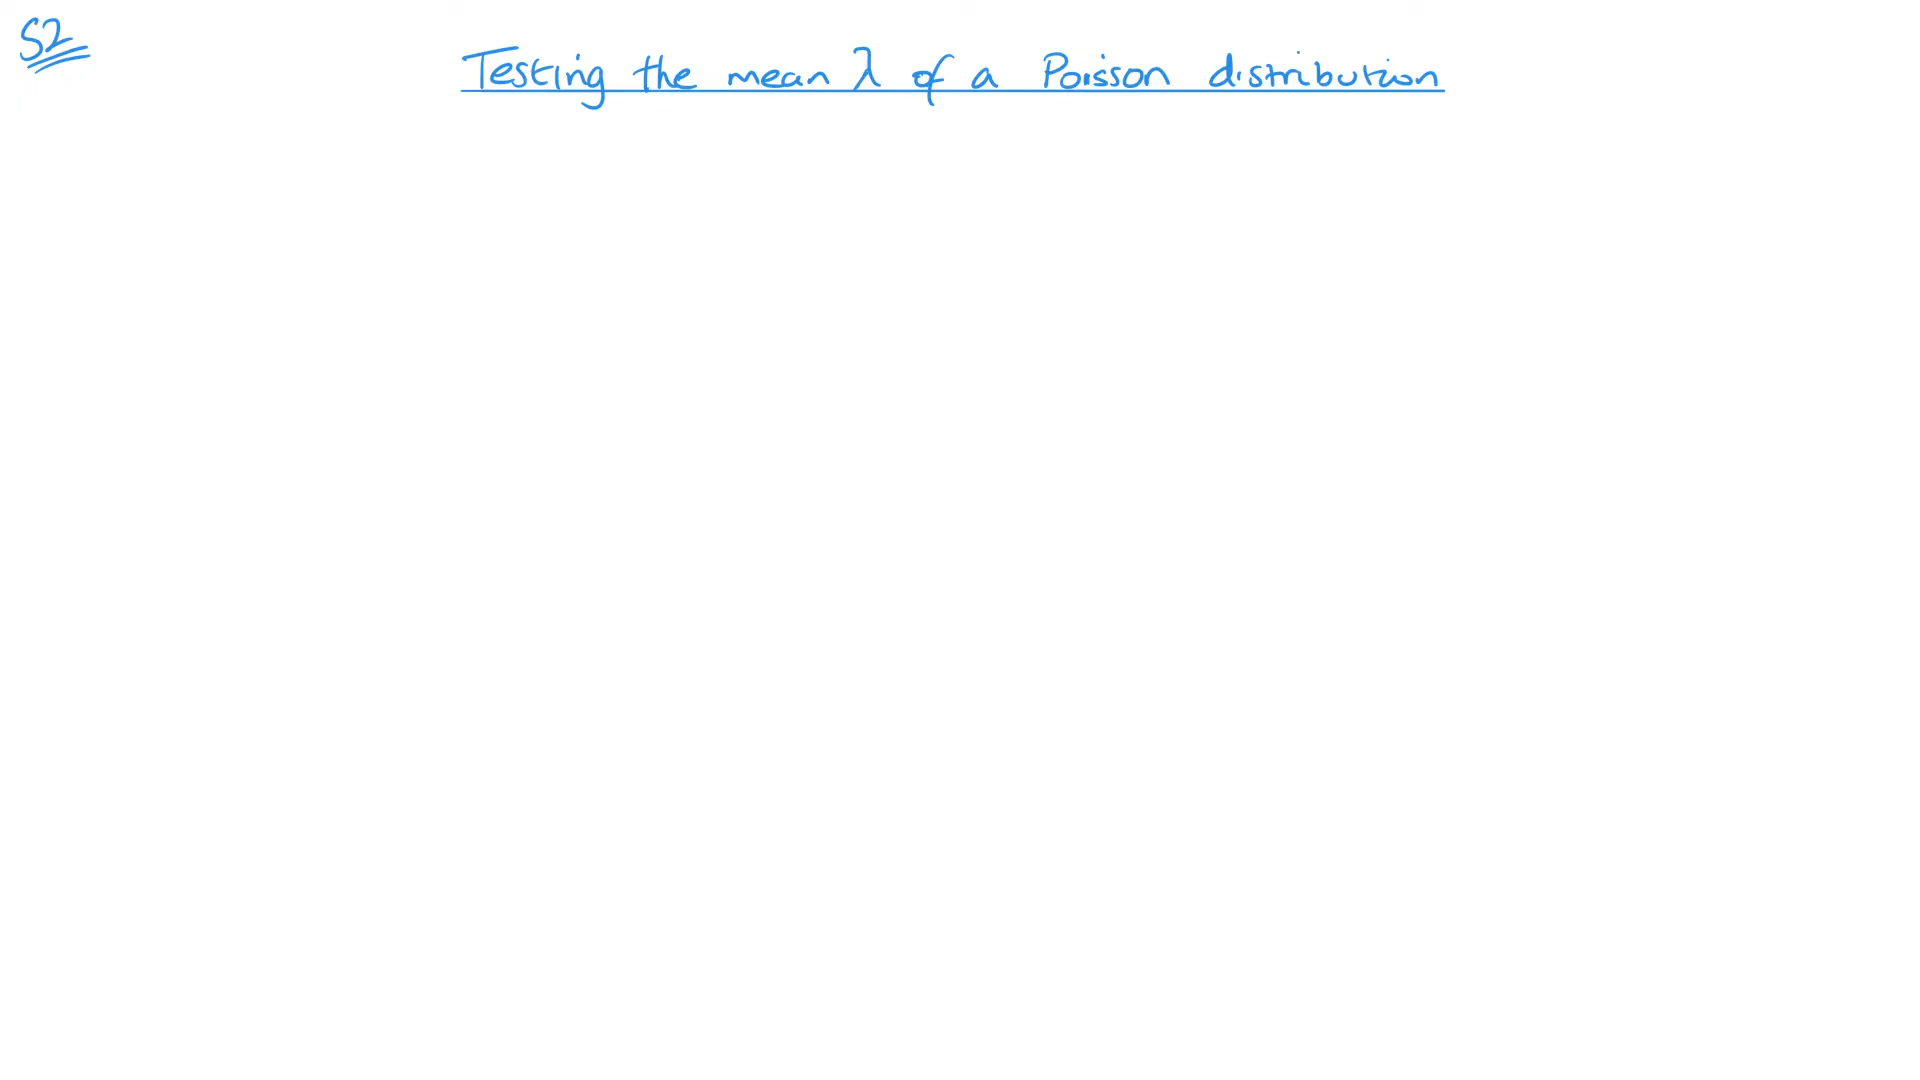 S2
Testing the mean λ of a Poisson distribution